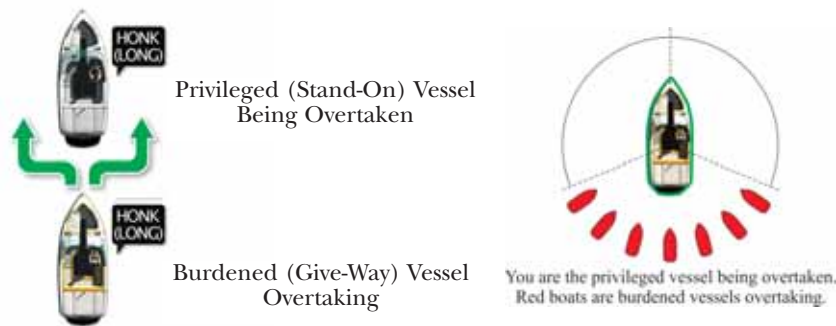 HONK
(LONG)
Privileged (Stand-On) Vessel
Being Overtaken
HONK
(LONG)
Burdened (Give-Way) Vessel
Overtaking
You are the privileged vessel being overtaken.
Red boats are burdened vessels overtaking.